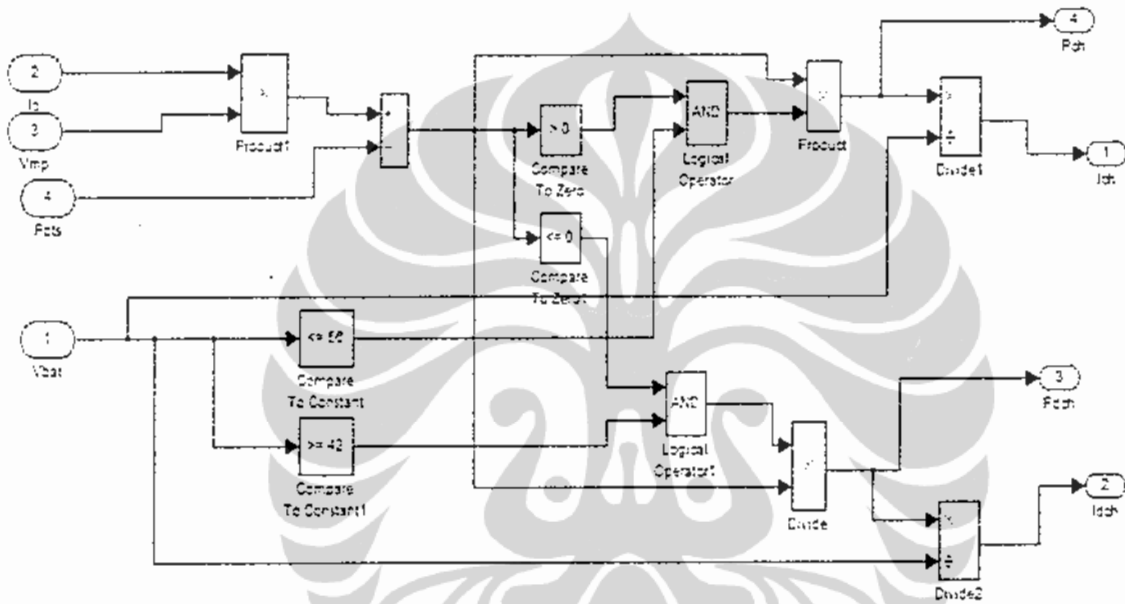 2
3
Vmp
4
Product1
> 0
Compare
To Zero
<= 0
Compare
To Zero1
AND
Logical
Operator
Product
4
Pch
Divide1
1
Ich
1
Vbat
<= 56
Compare
To Constant
>= 42
Compare
To Constant1
AND
Logical
Operator1
Divide
3
Pdch
2
Idch
Divide2